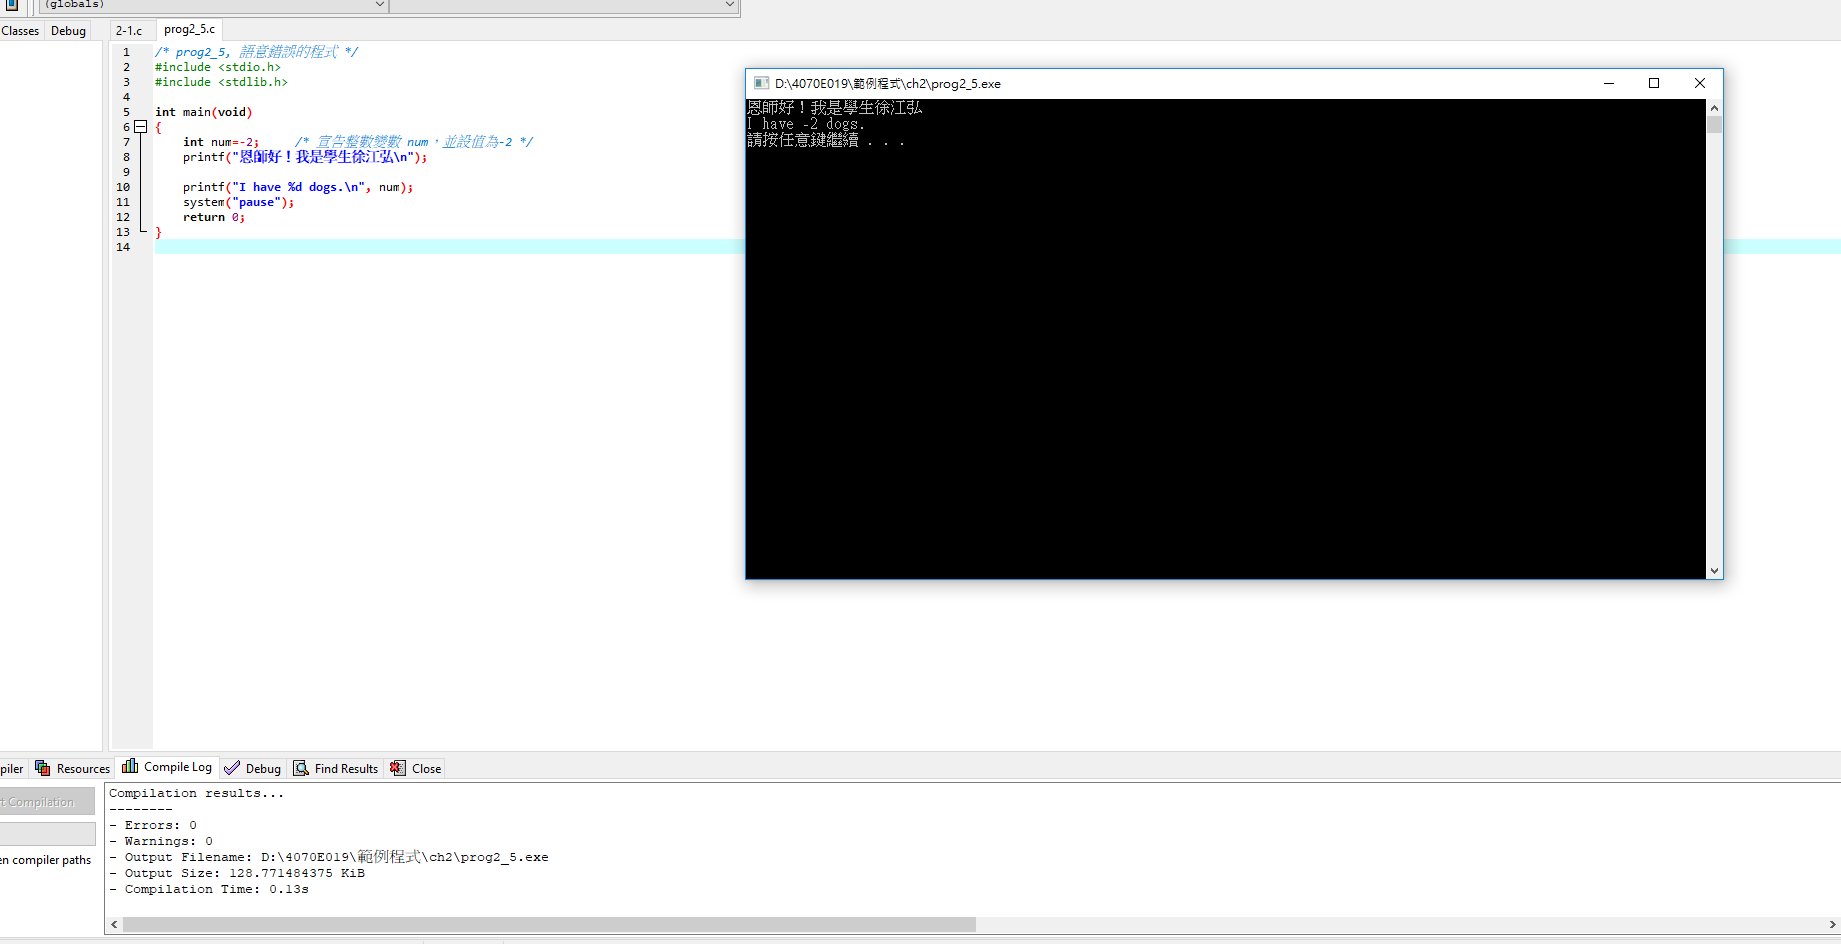 (globals)
Classes Debug 2-1.c prog2_5.c
1 /* prog2_5, 語意錯誤的程式 */
2 #include <stdio.h>
3 #include <stdlib.h>
4
5 int main(void)
6 {
7 int num=-2; /* 宣告整數變數 num，並設值為-2 */
8 printf("恩師好！我是學生徐江弘\n");
9
10 printf("I have %d dogs.\n", num);
11 system("pause");
12 return 0;
13 }
14
D:\4070E019\範例程式\ch2\prog2_5.exe
恩師好！我是學生徐江弘
I have -2 dogs.
請按任意鍵繼續 . . .
piler Resources Compile Log Debug Find Results Close
t Compilation
en compiler paths
Compilation results...
--------
- Errors: 0
- Warnings: 0
- Output Filename: D:\4070E019\範例程式\ch2\prog2_5.exe
- Output Size: 128.771484375 KiB
- Compilation Time: 0.13s